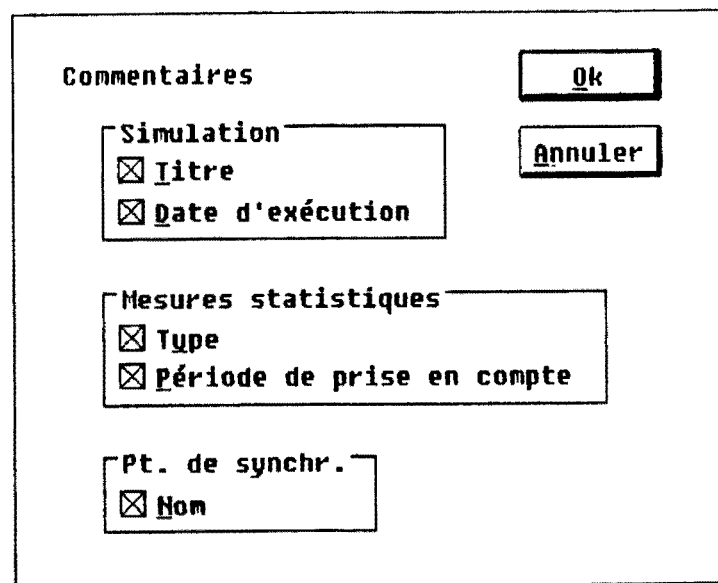 Commentaires
Ok
Simulation
Annuler
Titre
Date d'exécution
Mesures statistiques
Type
Période de prise en compte
Pt. de synchr.
Nom